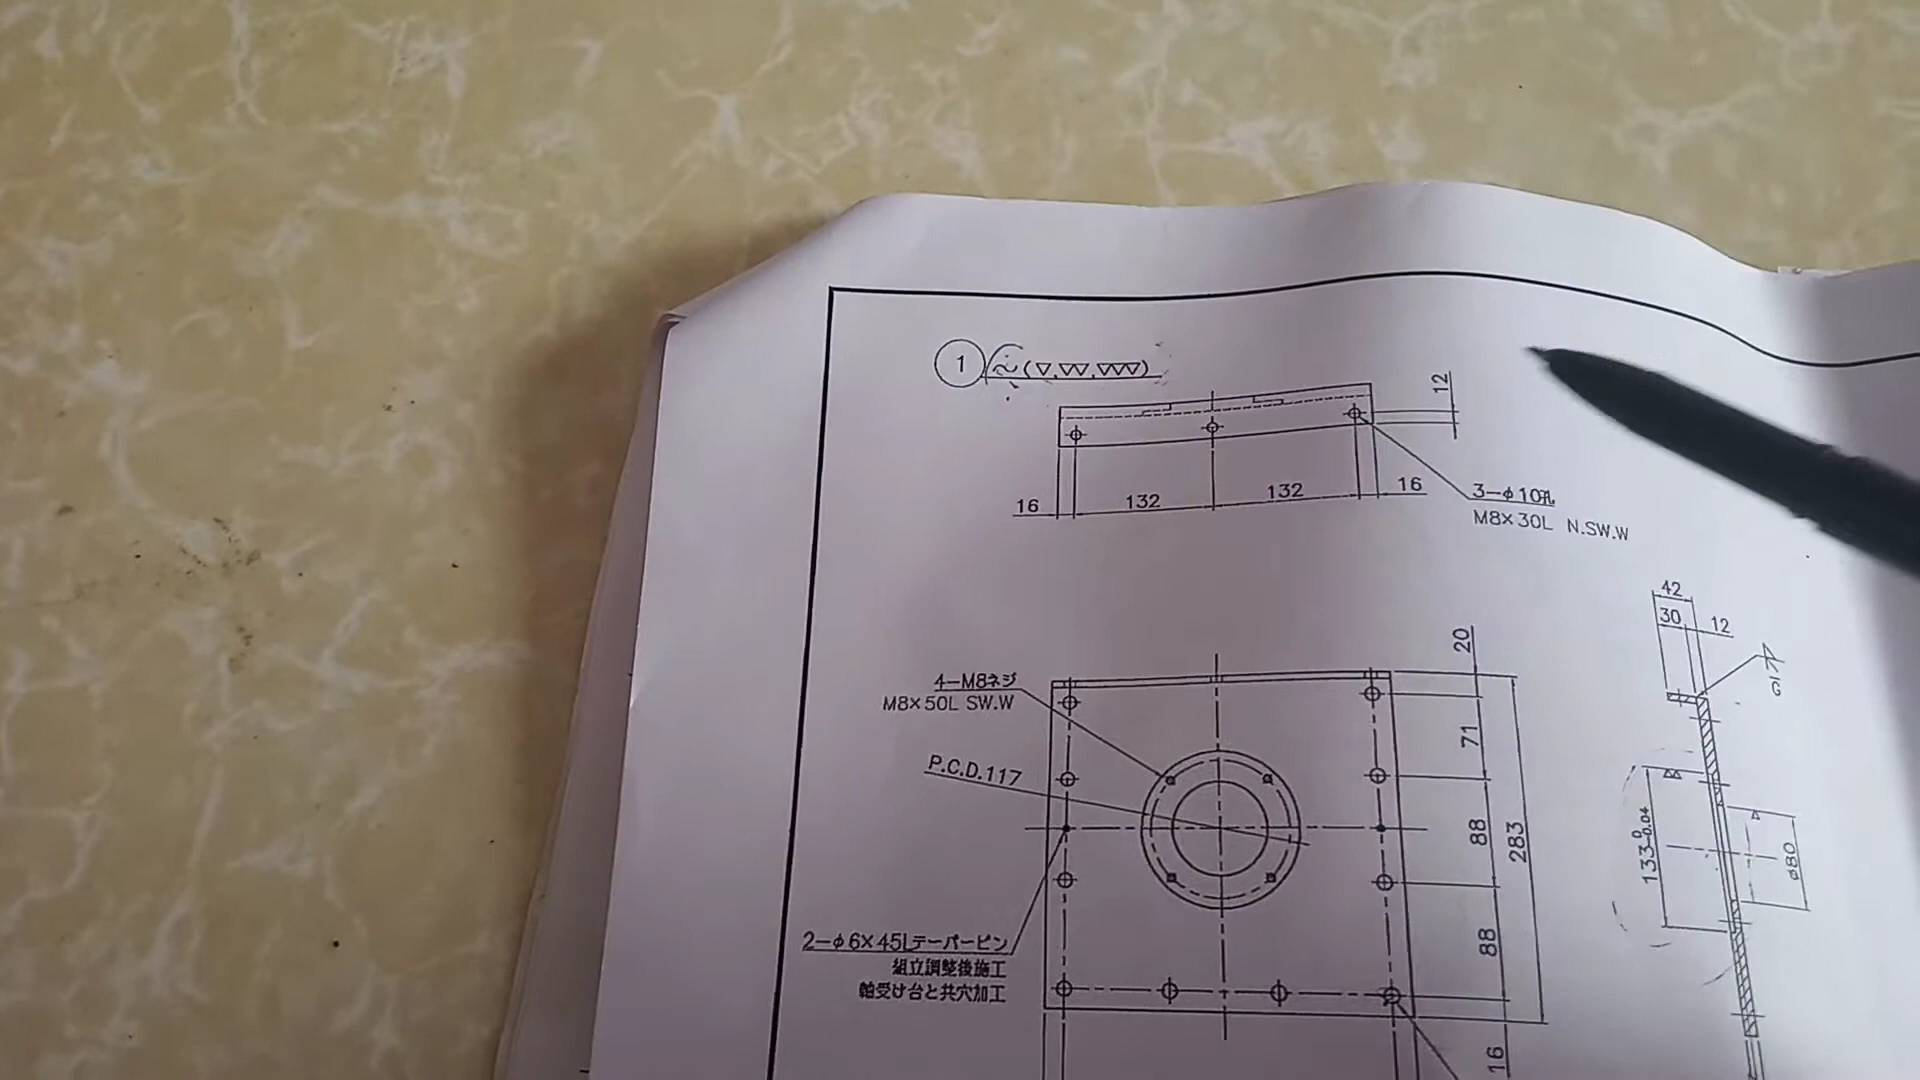 1 ~(▽,▽▽,▽▽▽)
12
16 132 132 16
3-φ10孔
M8×30L N.SW.W
42
30 12
20
4-M8ネジ
M8×50L SW.W
71
P.C.D.117
88
283
133 0 -0.04
φ80
2-φ6×45Lテーパーピン
組立調整後施工
軸受け台と共穴加工
88
16